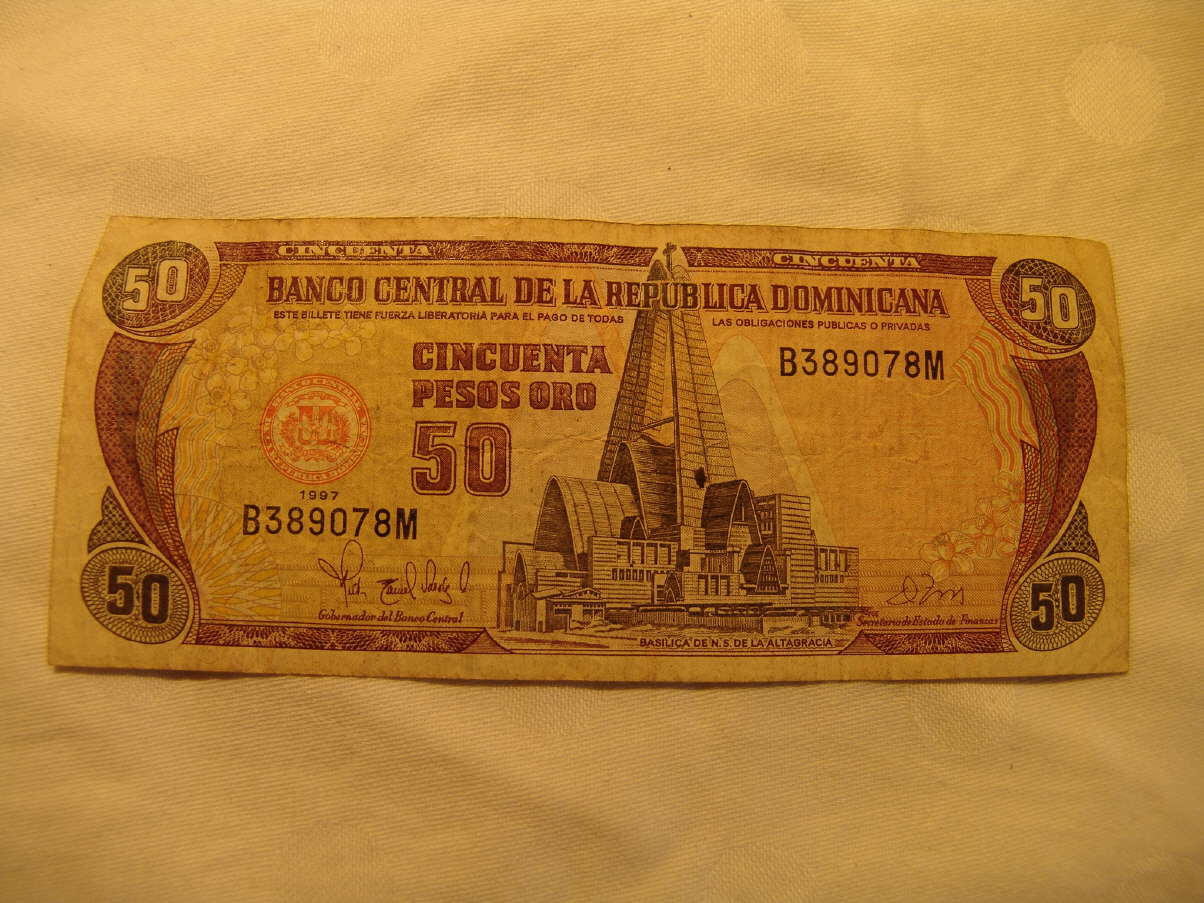 CINCUENTA
CINCUENTA
50
50
BANCO CENTRAL DE LA REPUBLICA DOMINICANA
ESTE BILLETE TIENE FUERZA LIBERATORIA PARA EL PAGO DE TODAS LAS OBLIGACIONES PUBLICAS O PRIVADAS
CINCUENTA
PESOS ORO
50
B389078M
1997
B389078M
Gobernador del Banco Central
Secretario de Estado de Finanzas
50
50
BASILICA DE N. S. DE LA ALTAGRACIA